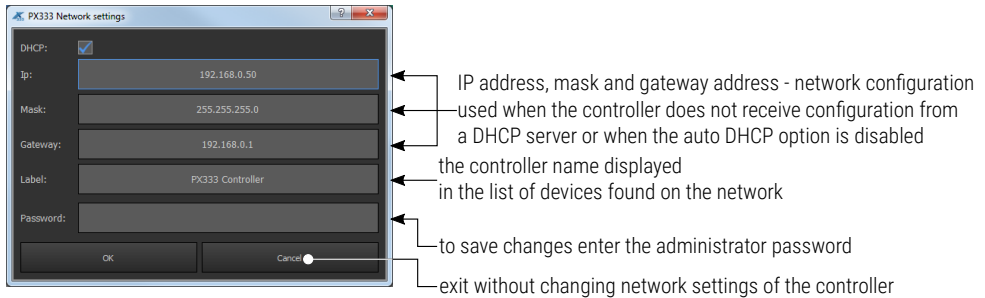 PX333 Network settings
?
DHCP:
Ip:
192.168.0.50
Mask:
255.255.255.0
Gateway:
192.168.0.1
Label:
PX333 Controller
Password:
OK
Cancel
IP address, mask and gateway address - network configuration
used when the controller does not receive configuration from
a DHCP server or when the auto DHCP option is disabled
the controller name displayed
in the list of devices found on the network
to save changes enter the administrator password
exit without changing network settings of the controller